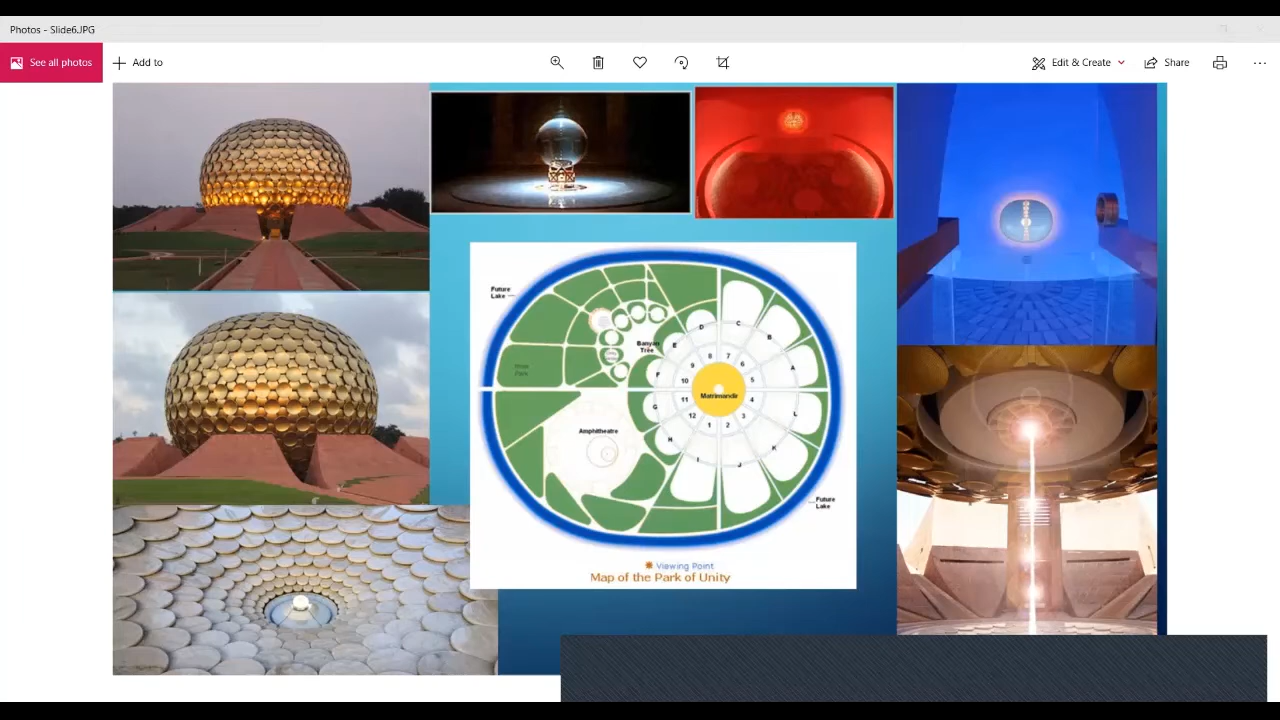 Photos - Slide6.JPG
See all photos
Add to
Edit & Create
Share
Future
Lake
Banyan
Tree
D
C
B
E
A
F
8
7
9
6
10
5
Matrimandir
G
11
4
L
12
3
1
2
Amphitheatre
H
K
I
J
Future
Lake
Viewing Point
Map of the Park of Unity